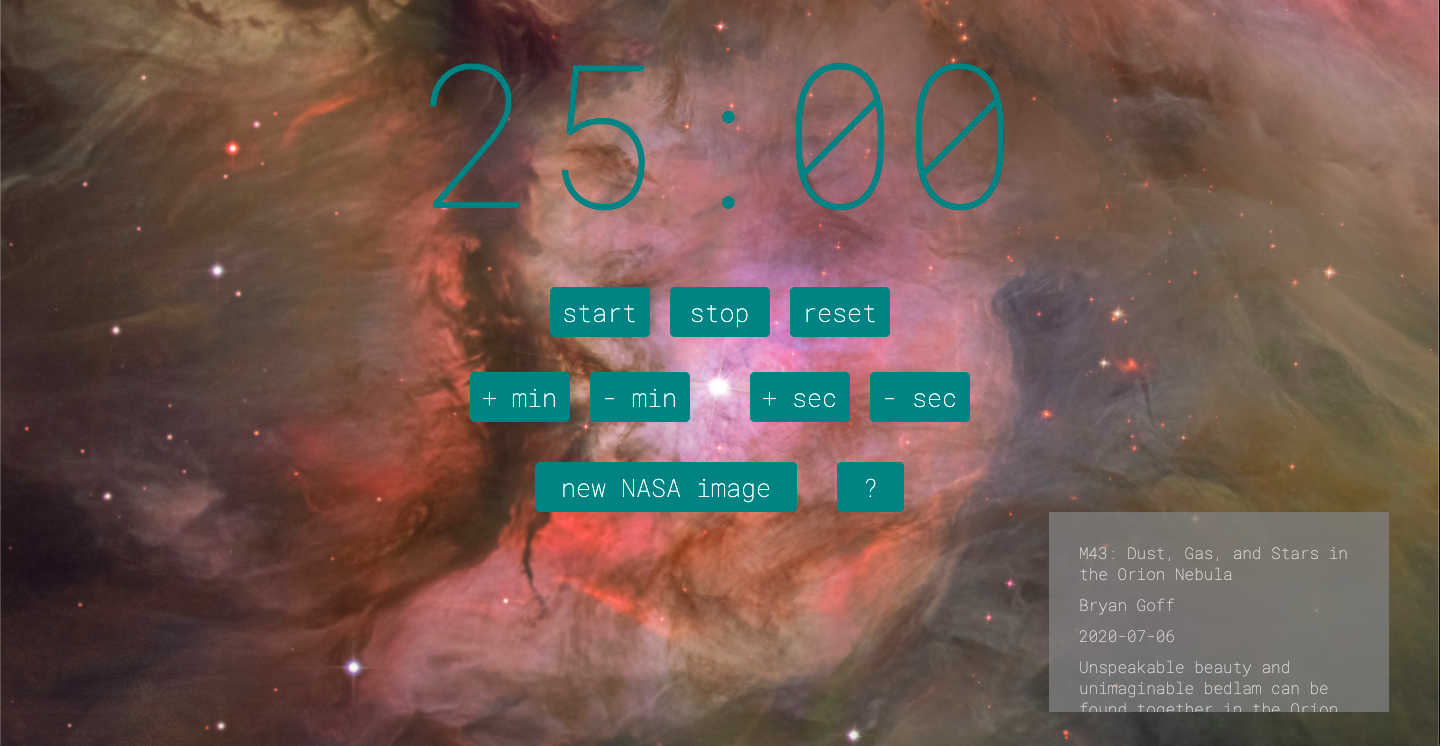 25:00
start stop reset
+ min - min + sec - sec
new NASA image ?
M43: Dust, Gas, and Stars in
the Orion Nebula
Bryan Goff
2020-07-06
Unspeakable beauty and
unimaginable bedlam can be
found together in the Orion